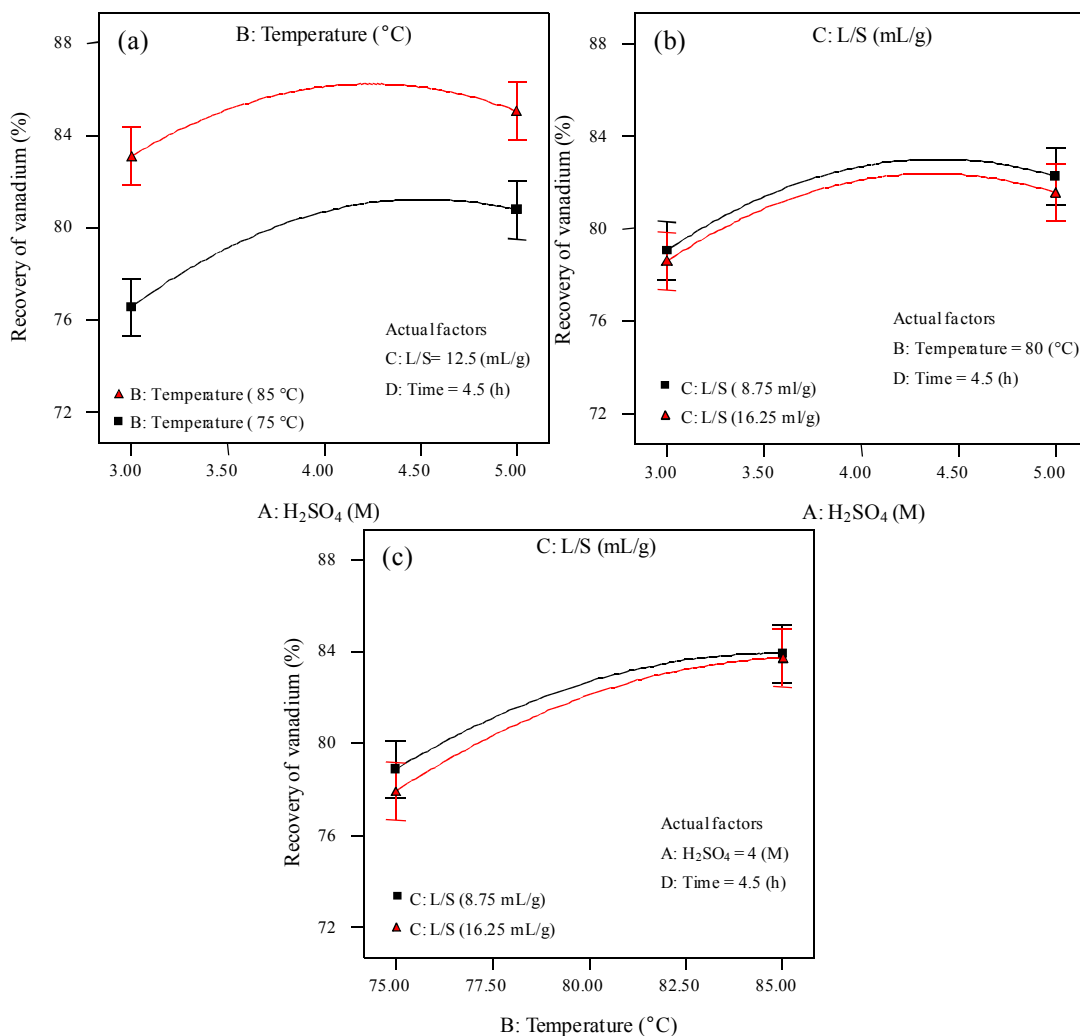 (a)
B: Temperature (°C)
88
84
80
76
72
Recovery of vanadium (%)
Actual factors
C: L/S= 12.5 (mL/g)
D: Time = 4.5 (h)
B: Temperature ( 85 °C)
B: Temperature ( 75 °C)
3.00 3.50 4.00 4.50 5.00
A: H₂SO₄ (M)
(b)
C: L/S (mL/g)
88
84
80
76
72
Recovery of vanadium (%)
Actual factors
B: Temperature = 80 (°C)
D: Time = 4.5 (h)
C: L/S ( 8.75 ml/g)
C: L/S (16.25 ml/g)
3.00 3.50 4.00 4.50 5.00
A: H₂SO₄ (M)
(c)
C: L/S (mL/g)
88
84
80
76
72
Recovery of vanadium (%)
Actual factors
A: H₂SO₄ = 4 (M)
D: Time = 4.5 (h)
C: L/S (8.75 mL/g)
C: L/S (16.25 mL/g)
75.00 77.50 80.00 82.50 85.00
B: Temperature (°C)